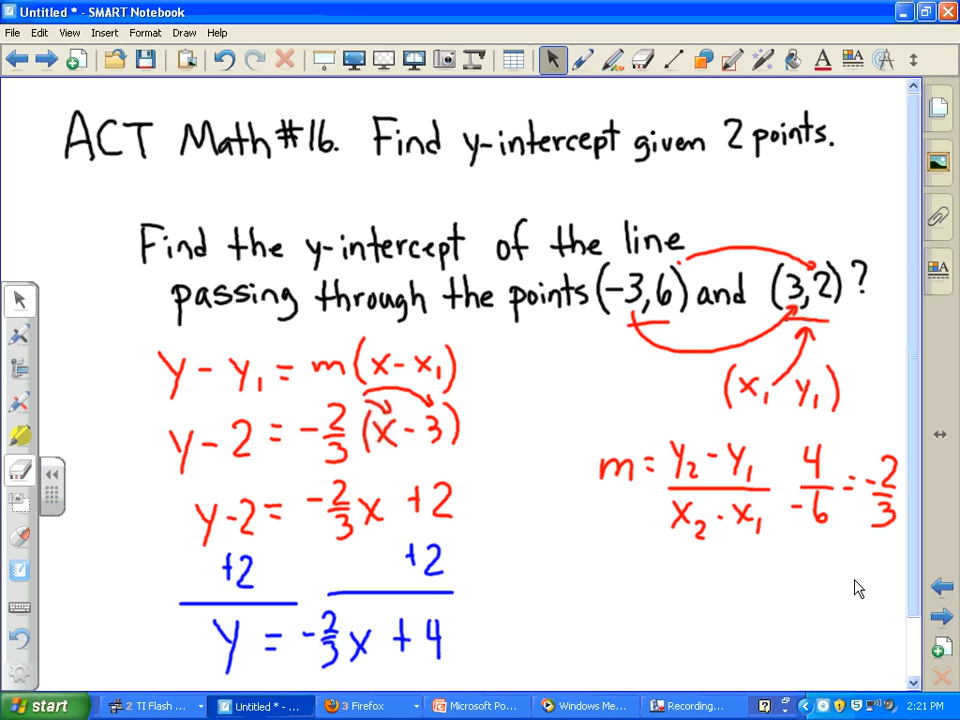 Untitled * - SMART Notebook
File Edit View Insert Format Draw Help
ACT Math #16. Find y-intercept given 2 points.
Find the y-intercept of the line
passing through the points (-3,6) and (3,2)?
(x₁ y₁)
y - y₁ = m(x - x₁)
y - 2 = -2/3 (x - 3)
y - 2 = -2/3 x + 2
+2 +2
y = -2/3 x + 4
m = y₂ - y₁ / x₂ - x₁ 4/-6 = -2/3
start 2 TI Flash ... Untitled * - ... 3 Firefox Microsoft Po... Windows Me... Recording... ? 2:21 PM